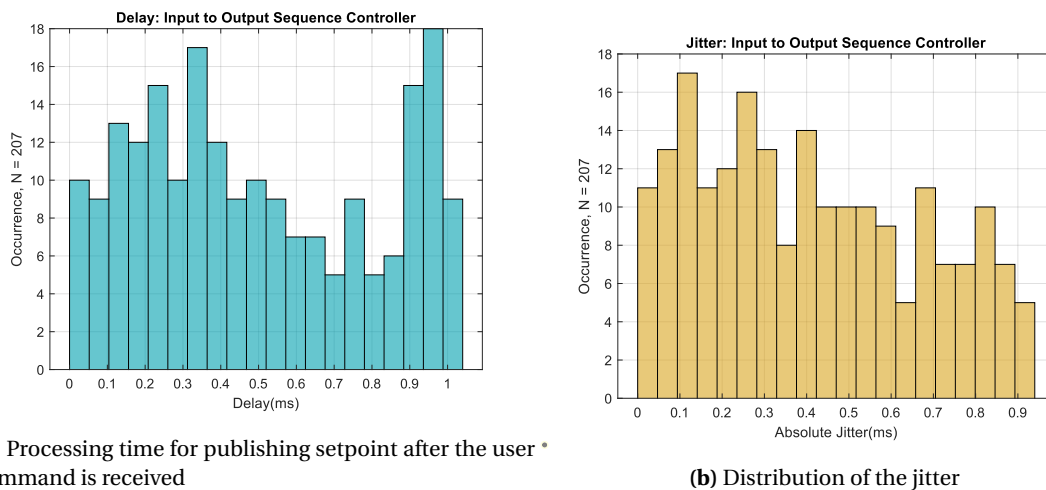 Delay: Input to Output Sequence Controller
18
16
14
12
10
8
6
4
2
0
Occurrence, N = 207
0 0.1 0.2 0.3 0.4 0.5 0.6 0.7 0.8 0.9 1
Delay(ms)
Processing time for publishing setpoint after the user
mmand is received
Jitter: Input to Output Sequence Controller
18
16
14
12
10
8
6
4
2
0
Occurrence, N = 207
0 0.1 0.2 0.3 0.4 0.5 0.6 0.7 0.8 0.9
Absolute Jitter(ms)
(b) Distribution of the jitter